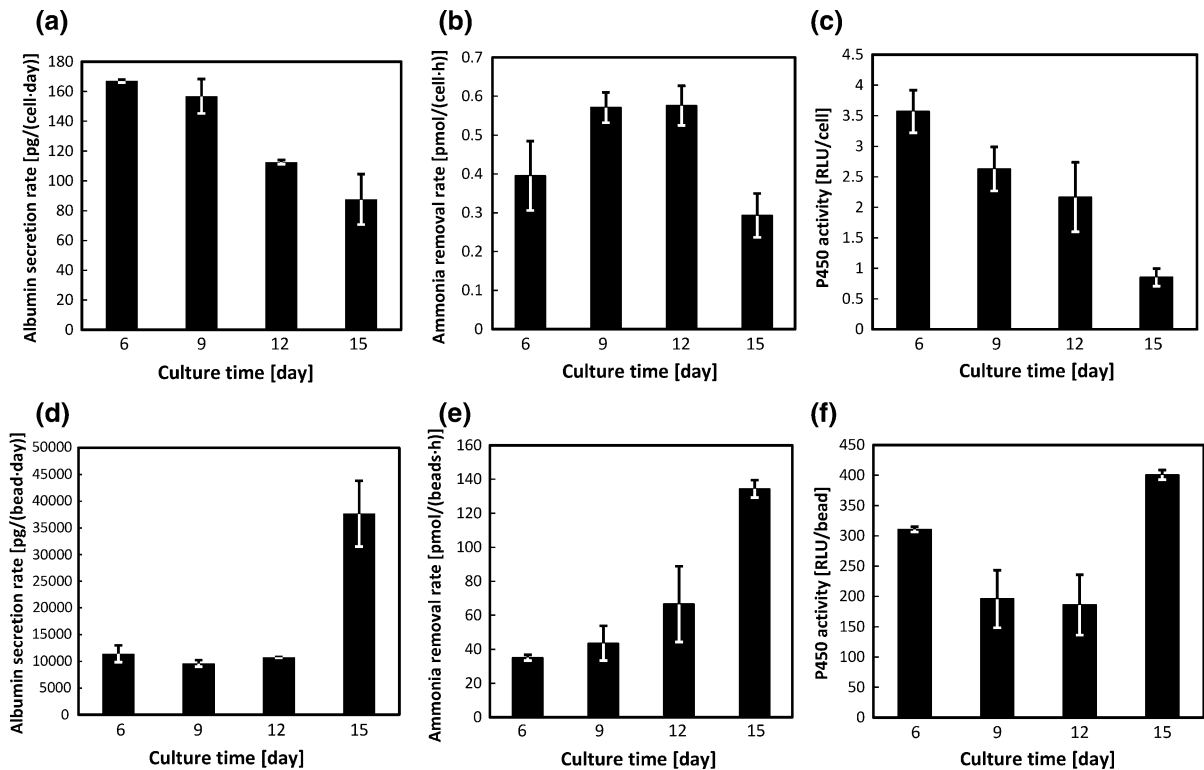 (a)
Albumin secretion rate [pg/(cell·day)]
180
160
140
120
100
80
60
40
20
0
6 9 12 15
Culture time [day]
(b)
Ammonia removal rate [pmol/(cell·h)]
0.7
0.6
0.5
0.4
0.3
0.2
0.1
0
6 9 12 15
Culture time [day]
(c)
P450 activity [RLU/cell]
4.5
4
3.5
3
2.5
2
1.5
1
0.5
0
6 9 12 15
Culture time [day]
(d)
Albumin secretion rate [pg/(bead·day)]
50000
45000
40000
35000
30000
25000
20000
15000
10000
5000
0
6 9 12 15
Culture time [day]
(e)
Ammonia removal rate [pmol/(beads·h)]
160
140
120
100
80
60
40
20
0
6 9 12 15
Culture time [day]
(f)
P450 activity [RLU/bead]
450
400
350
300
250
200
150
100
50
0
6 9 12 15
Culture time [day]